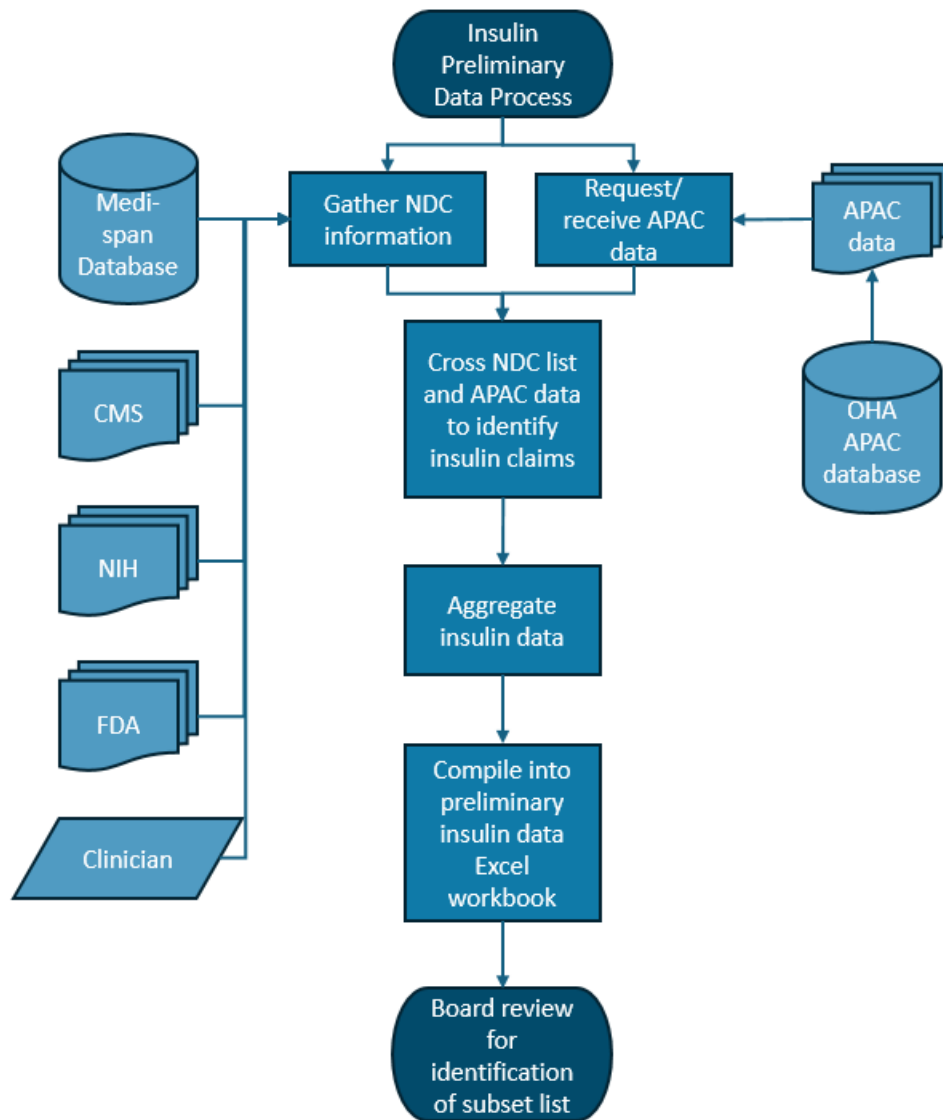 Insulin
Preliminary
Data Process
Medi-
span
Database
Gather NDC
information
Request/
receive APAC
data
APAC
data
Cross NDC list
and APAC data
to identify
insulin claims
OHA
APAC
database
CMS
NIH
Aggregate
insulin data
FDA
Compile into
preliminary
insulin data
Excel
workbook
Clinician
Board review
for
identification
of subset list